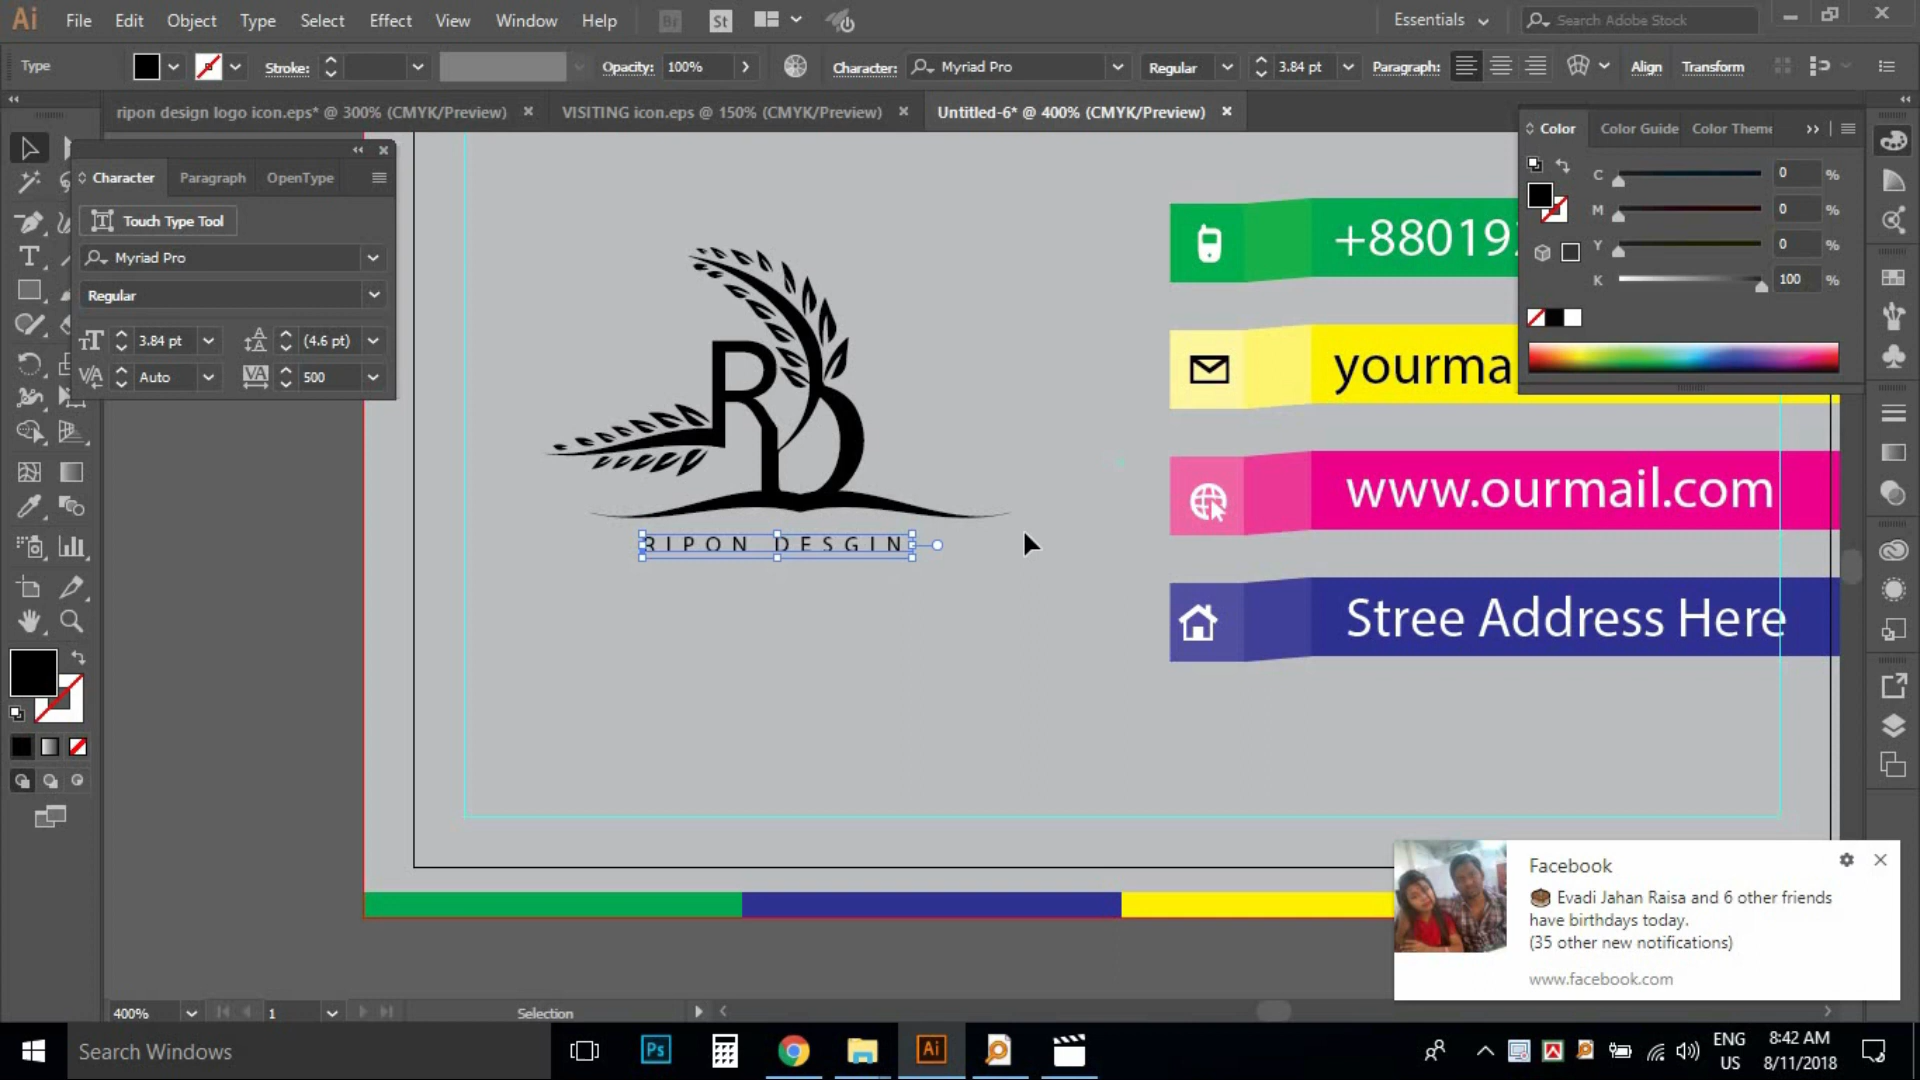 Ai File Edit Object Type Select Effect View Window Help Br St Essentials Search Adobe Stock
Type Stroke: Opacity: 100% Character: Myriad Pro Regular 3.84 pt Paragraph: Align Transform
ripon design logo icon.eps* @ 300% (CMYK/Preview) VISITING icon.eps @ 150% (CMYK/Preview) Untitled-6* @ 400% (CMYK/Preview)
Character Paragraph OpenType
Touch Type Tool
Myriad Pro
Regular
3.84 pt (4.6 pt)
Auto 500
Color Color Guide Color Theme
C 0 %
M 0 %
Y 0 %
K 100 %
RD
RIPON DESGIN
+88019
yourma
www.ourmail.com
Stree Address Here
Facebook
Evadi Jahan Raisa and 6 other friends
have birthdays today.
(35 other new notifications)
www.facebook.com
400% 1 Selection
Search Windows
Ps
Ai
ENG
US
8:42 AM
8/11/2018